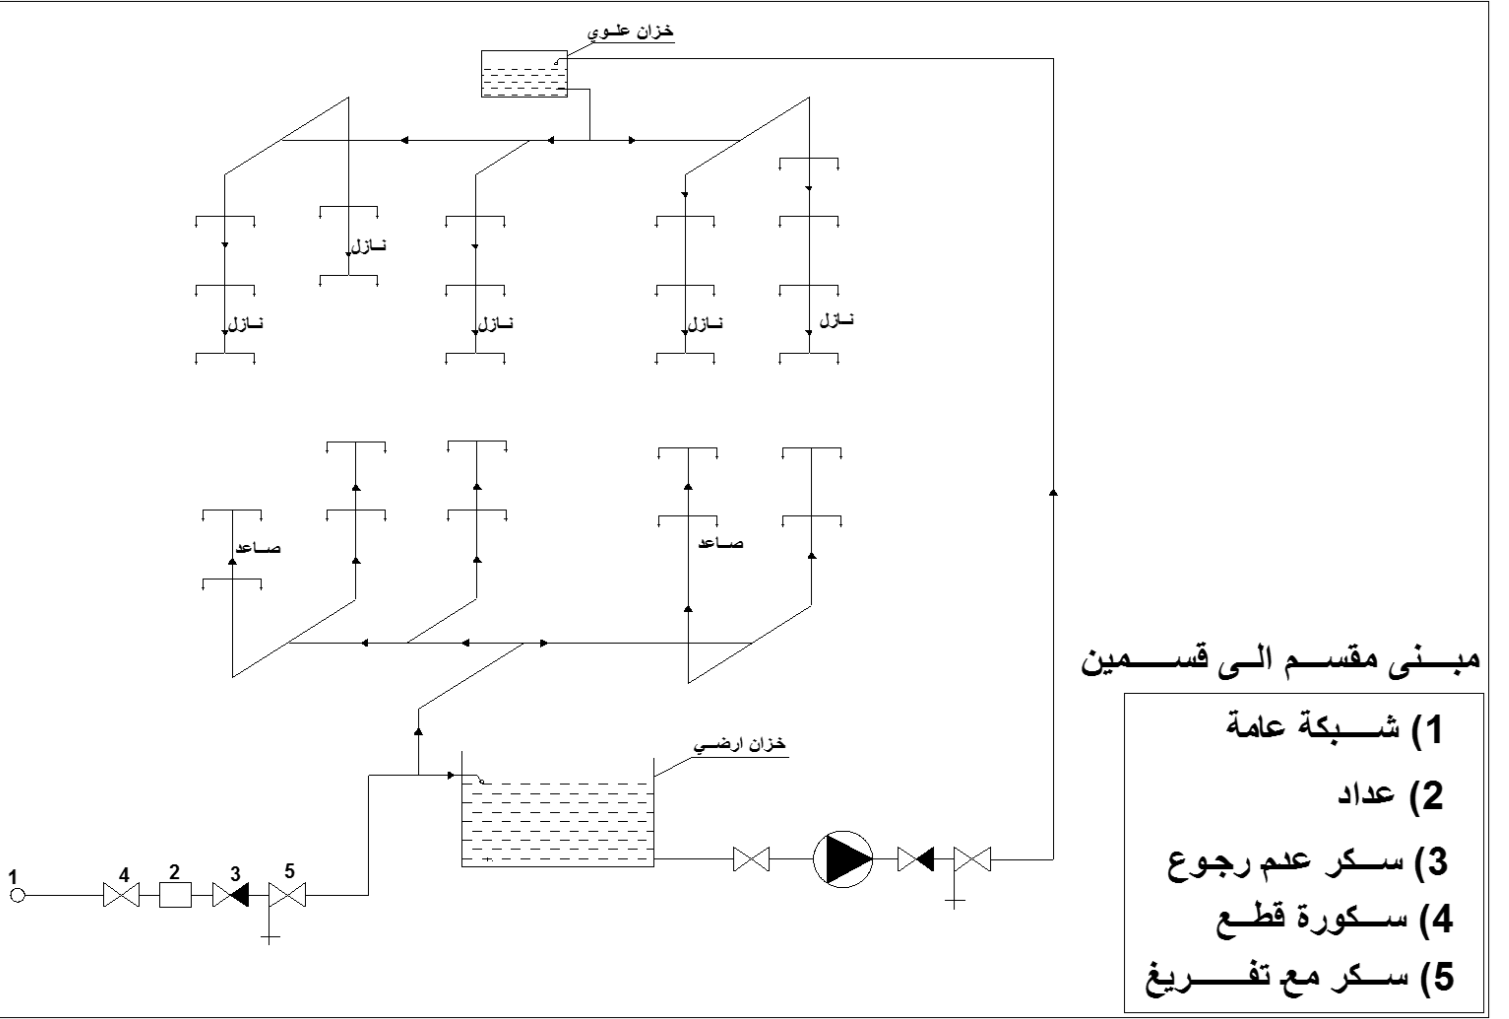 خزان علوي
نازل
نازل
نازل
نازل
نازل
صاعد
صاعد
مبنى مقسم الى قسمين
خزان ارضي
1) شبكة عامة
2) عداد
3) سكر عدم رجوع
4) سكورة قطع
5) سكر مع تفريغ
1
4
2
3
5